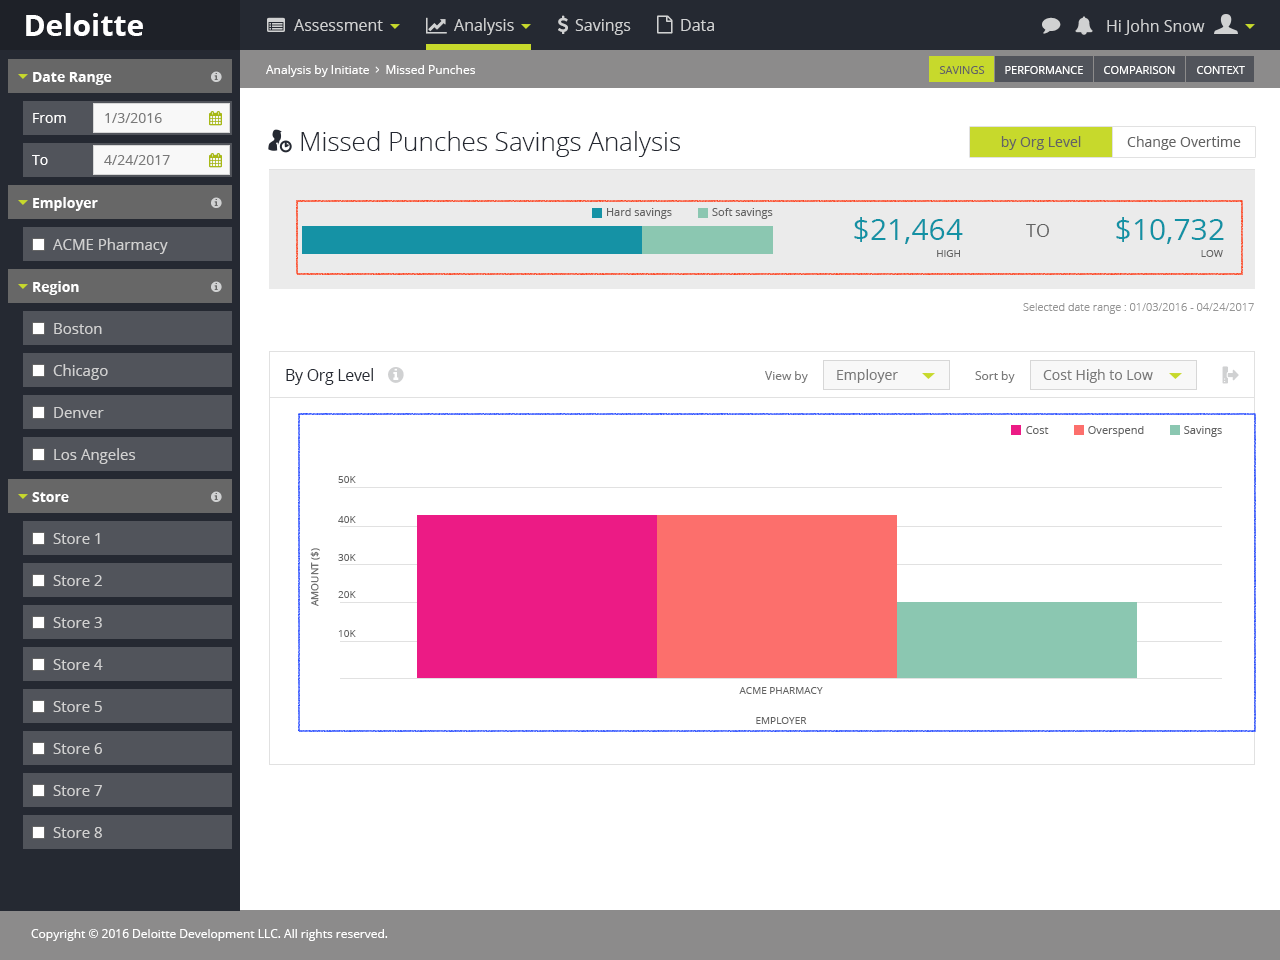 Deloitte
Assessment
Analysis
Savings
Data
Hi John Snow
Analysis by Initiate › Missed Punches
SAVINGS
PERFORMANCE
COMPARISON
CONTEXT
Date Range
From 1/3/2016
To 4/24/2017
Employer
ACME Pharmacy
Region
Boston
Chicago
Denver
Los Angeles
Store
Store 1
Store 2
Store 3
Store 4
Store 5
Store 6
Store 7
Store 8
Missed Punches Savings Analysis
by Org Level
Change Overtime
Hard savings
Soft savings
$21,464
HIGH
TO
$10,732
LOW
Selected date range : 01/03/2016 - 04/24/2017
By Org Level
View by
Employer
Sort by
Cost High to Low
Cost
Overspend
Savings
50K
40K
30K
20K
10K
AMOUNT ($)
ACME PHARMACY
EMPLOYER
Copyright © 2016 Deloitte Development LLC. All rights reserved.